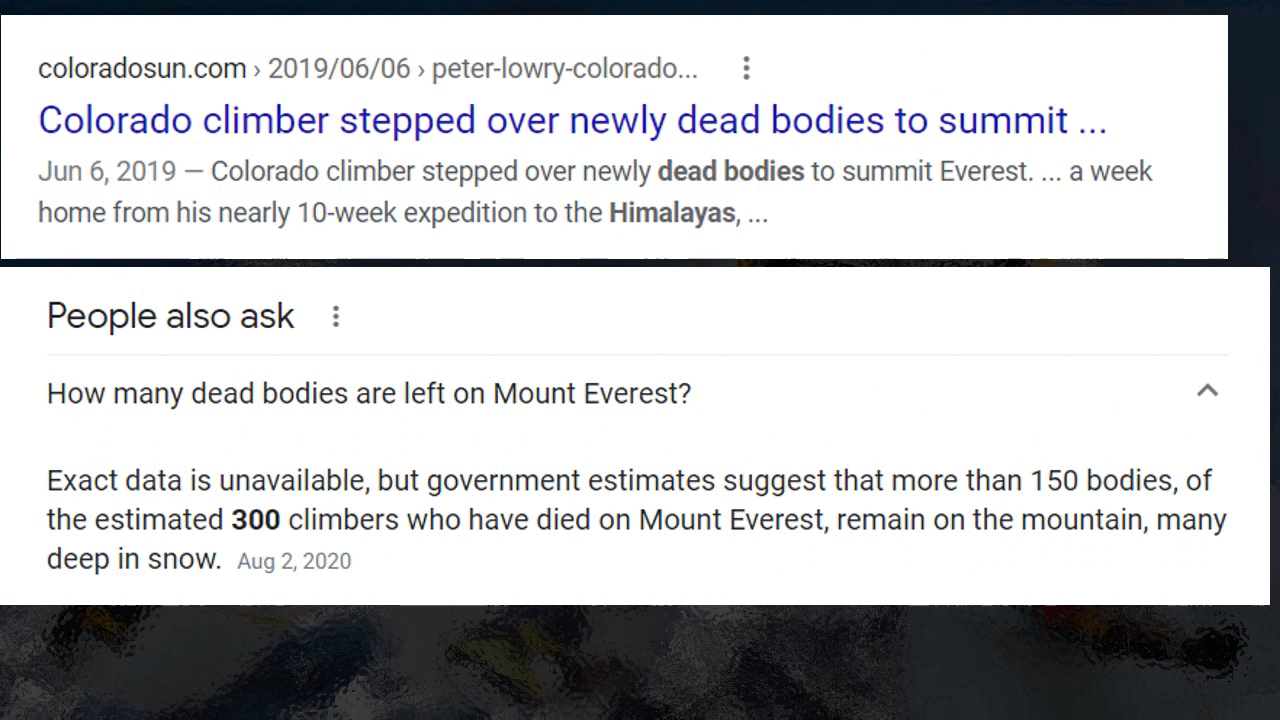 coloradosun.com › 2019/06/06 › peter-lowry-colorado...
Colorado climber stepped over newly dead bodies to summit ...
Jun 6, 2019 — Colorado climber stepped over newly dead bodies to summit Everest. ... a week
home from his nearly 10-week expedition to the Himalayas, ...
People also ask
How many dead bodies are left on Mount Everest?
Exact data is unavailable, but government estimates suggest that more than 150 bodies, of
the estimated 300 climbers who have died on Mount Everest, remain on the mountain, many
deep in snow. Aug 2, 2020